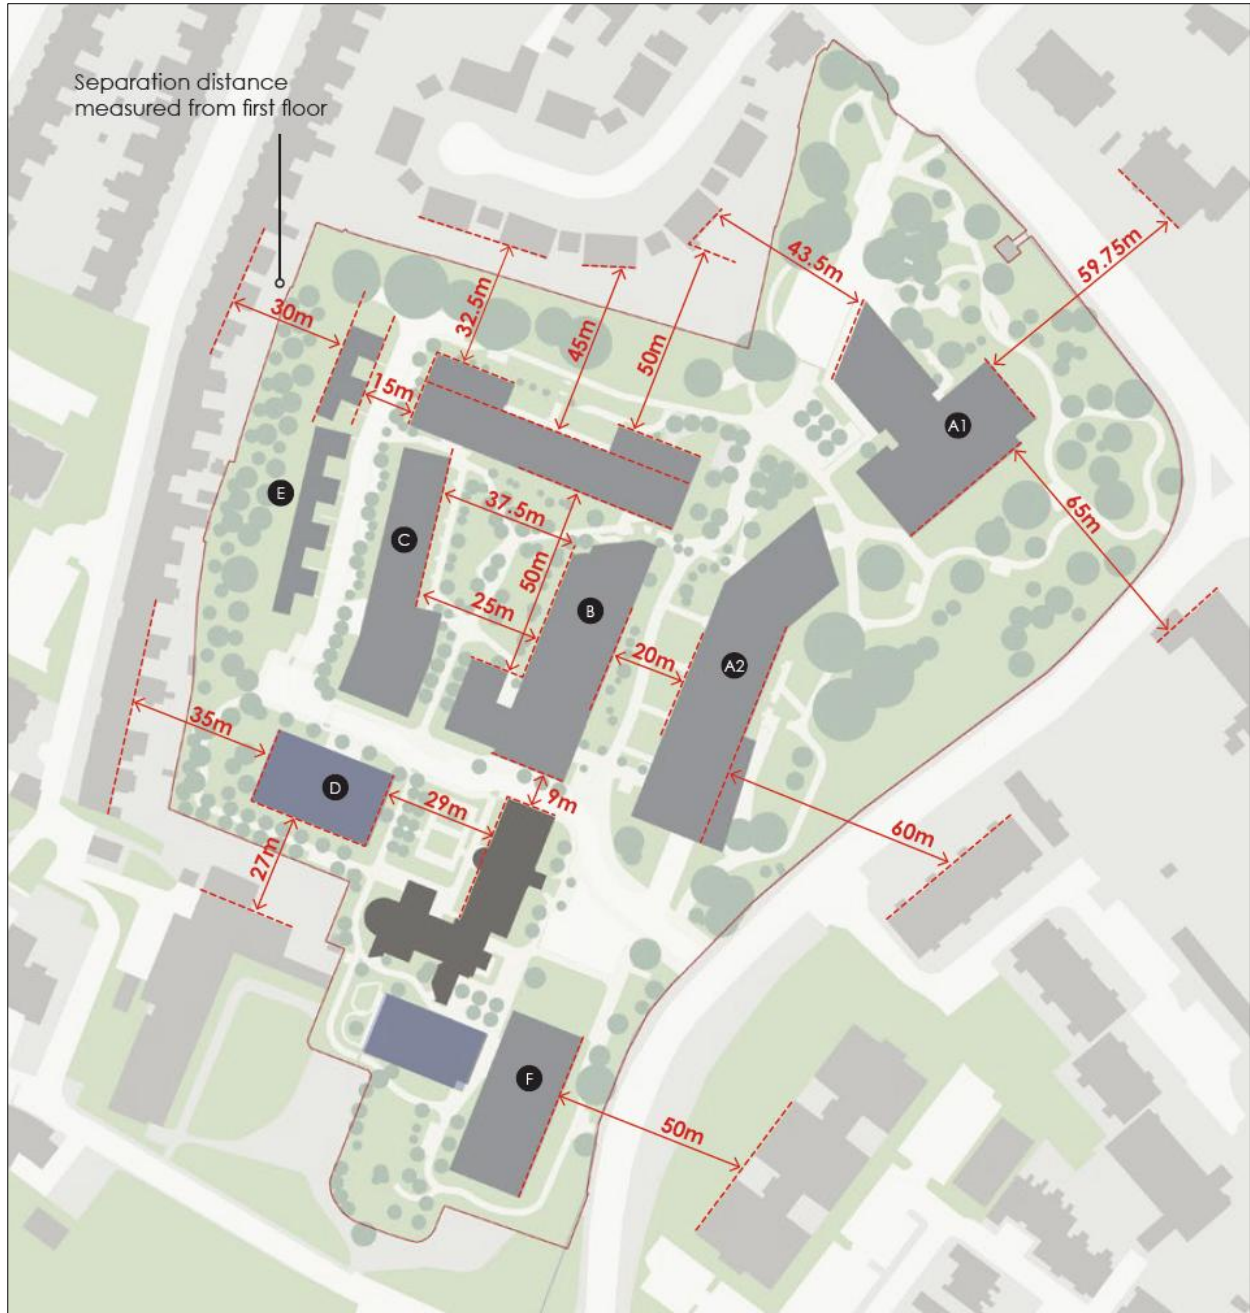 Separation distance
measured from first floor
43.5m
59.75m
30m
32.5m
45m
50m
15m
A1
65m
E
37.5m
C
50m
25m
B
20m
A2
35m
D
29m
9m
60m
27m
F
50m